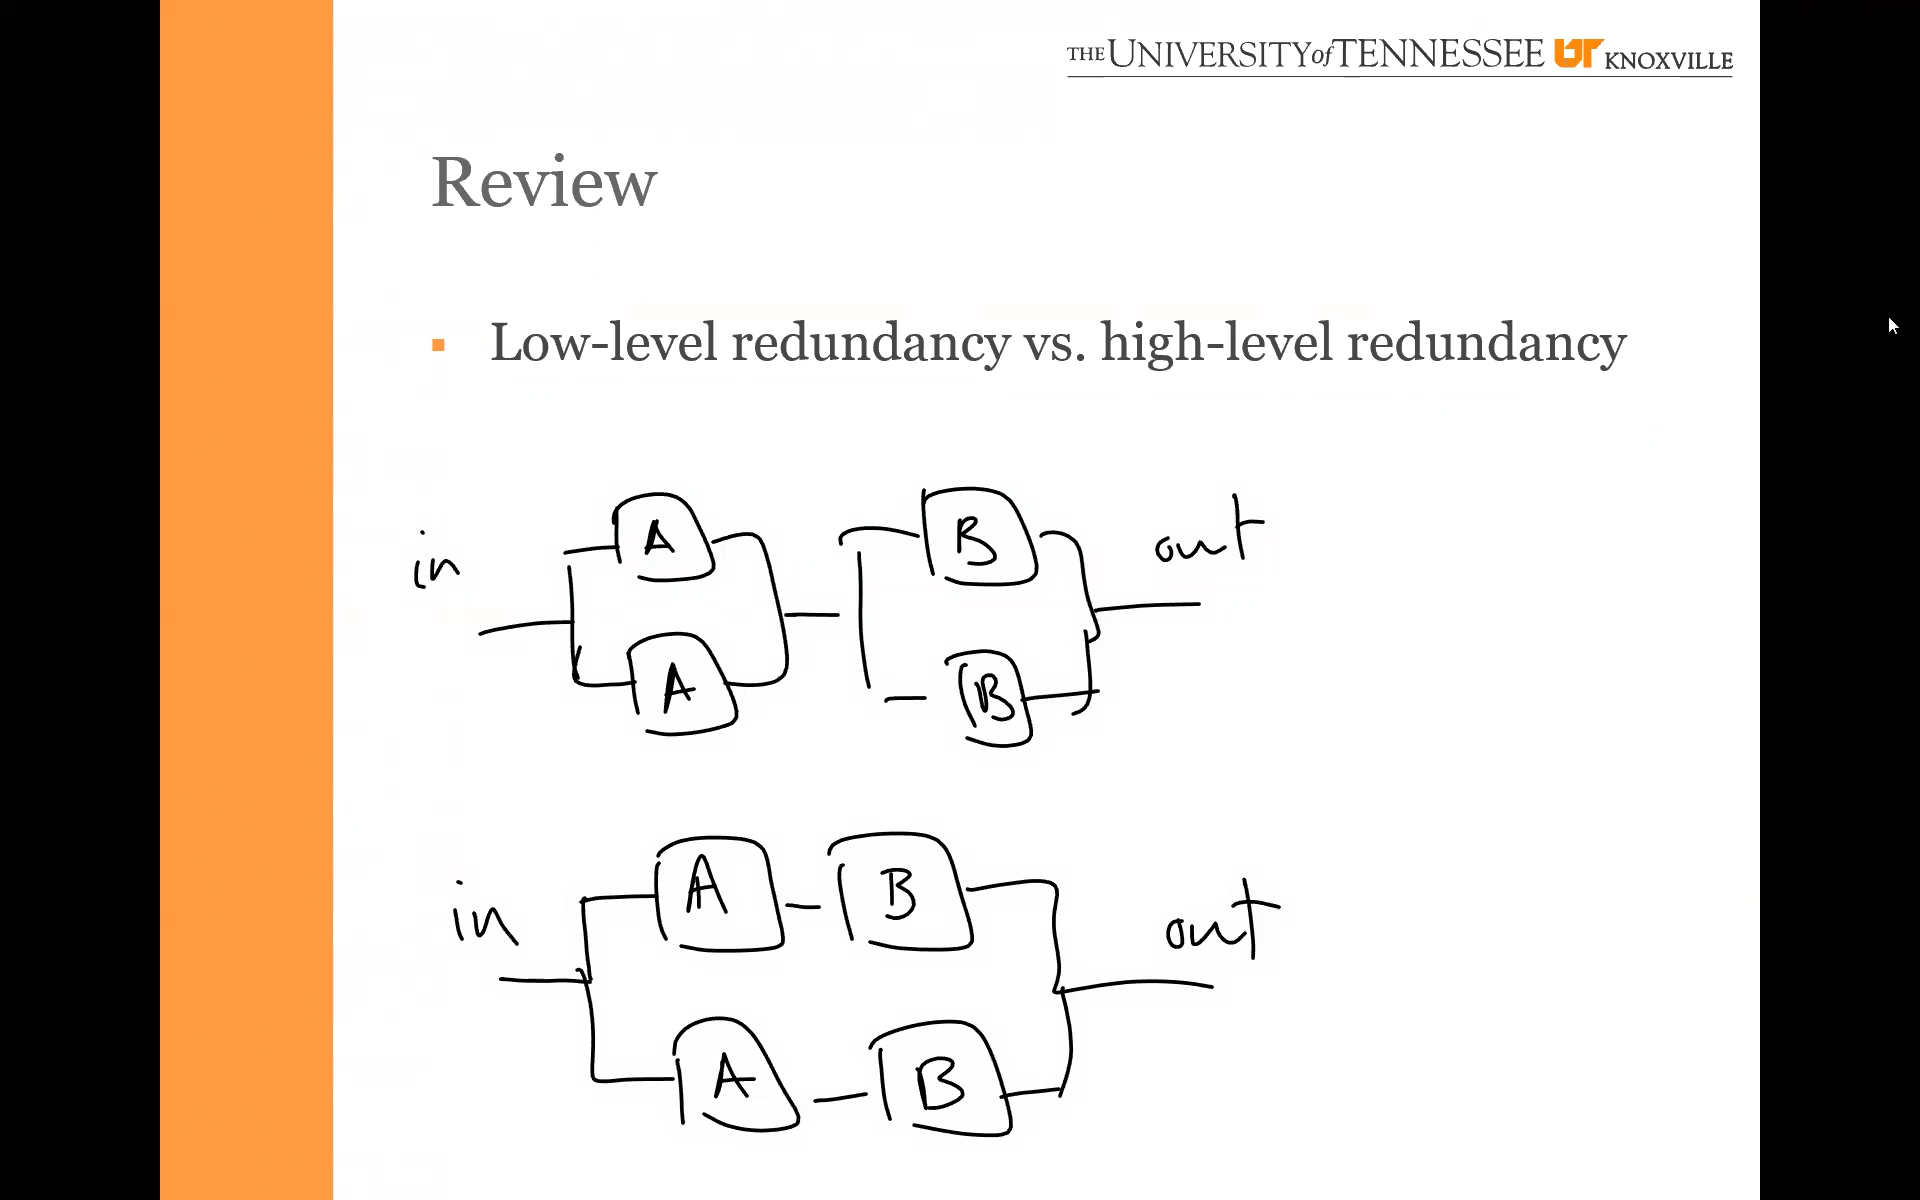 THE UNIVERSITY of TENNESSEE UT KNOXVILLE
Review
▪ Low-level redundancy vs. high-level redundancy
in A B out
A B
in A B out
A B